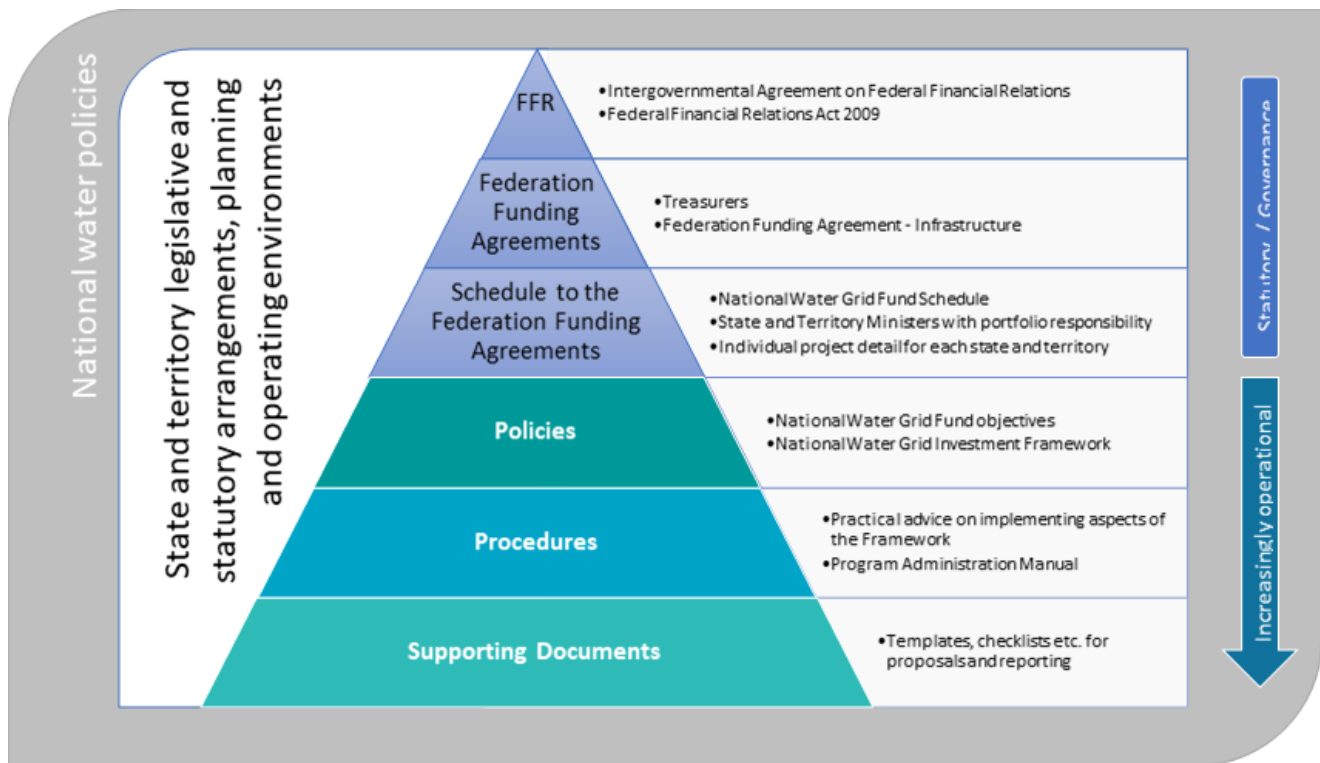 National water policies
State and territory legislative and
statutory arrangements, planning
and operating environments
FFR
•Intergovernmental Agreement on Federal Financial Relations
•Federal Financial Relations Act 2009
Federation
Funding
Agreements
•Treasurers
•Federation Funding Agreement - Infrastructure
Schedule to the
Federation Funding
Agreements
•National Water Grid Fund Schedule
•State and Territory Ministers with portfolio responsibility
•Individual project detail for each state and territory
Policies
•National Water Grid Fund objectives
•National Water Grid Investment Framework
Procedures
•Practical advice on implementing aspects of
the Framework
•Program Administration Manual
Supporting Documents
•Templates, checklists etc. for
proposals and reporting
Statutory / Governance
Increasingly operational